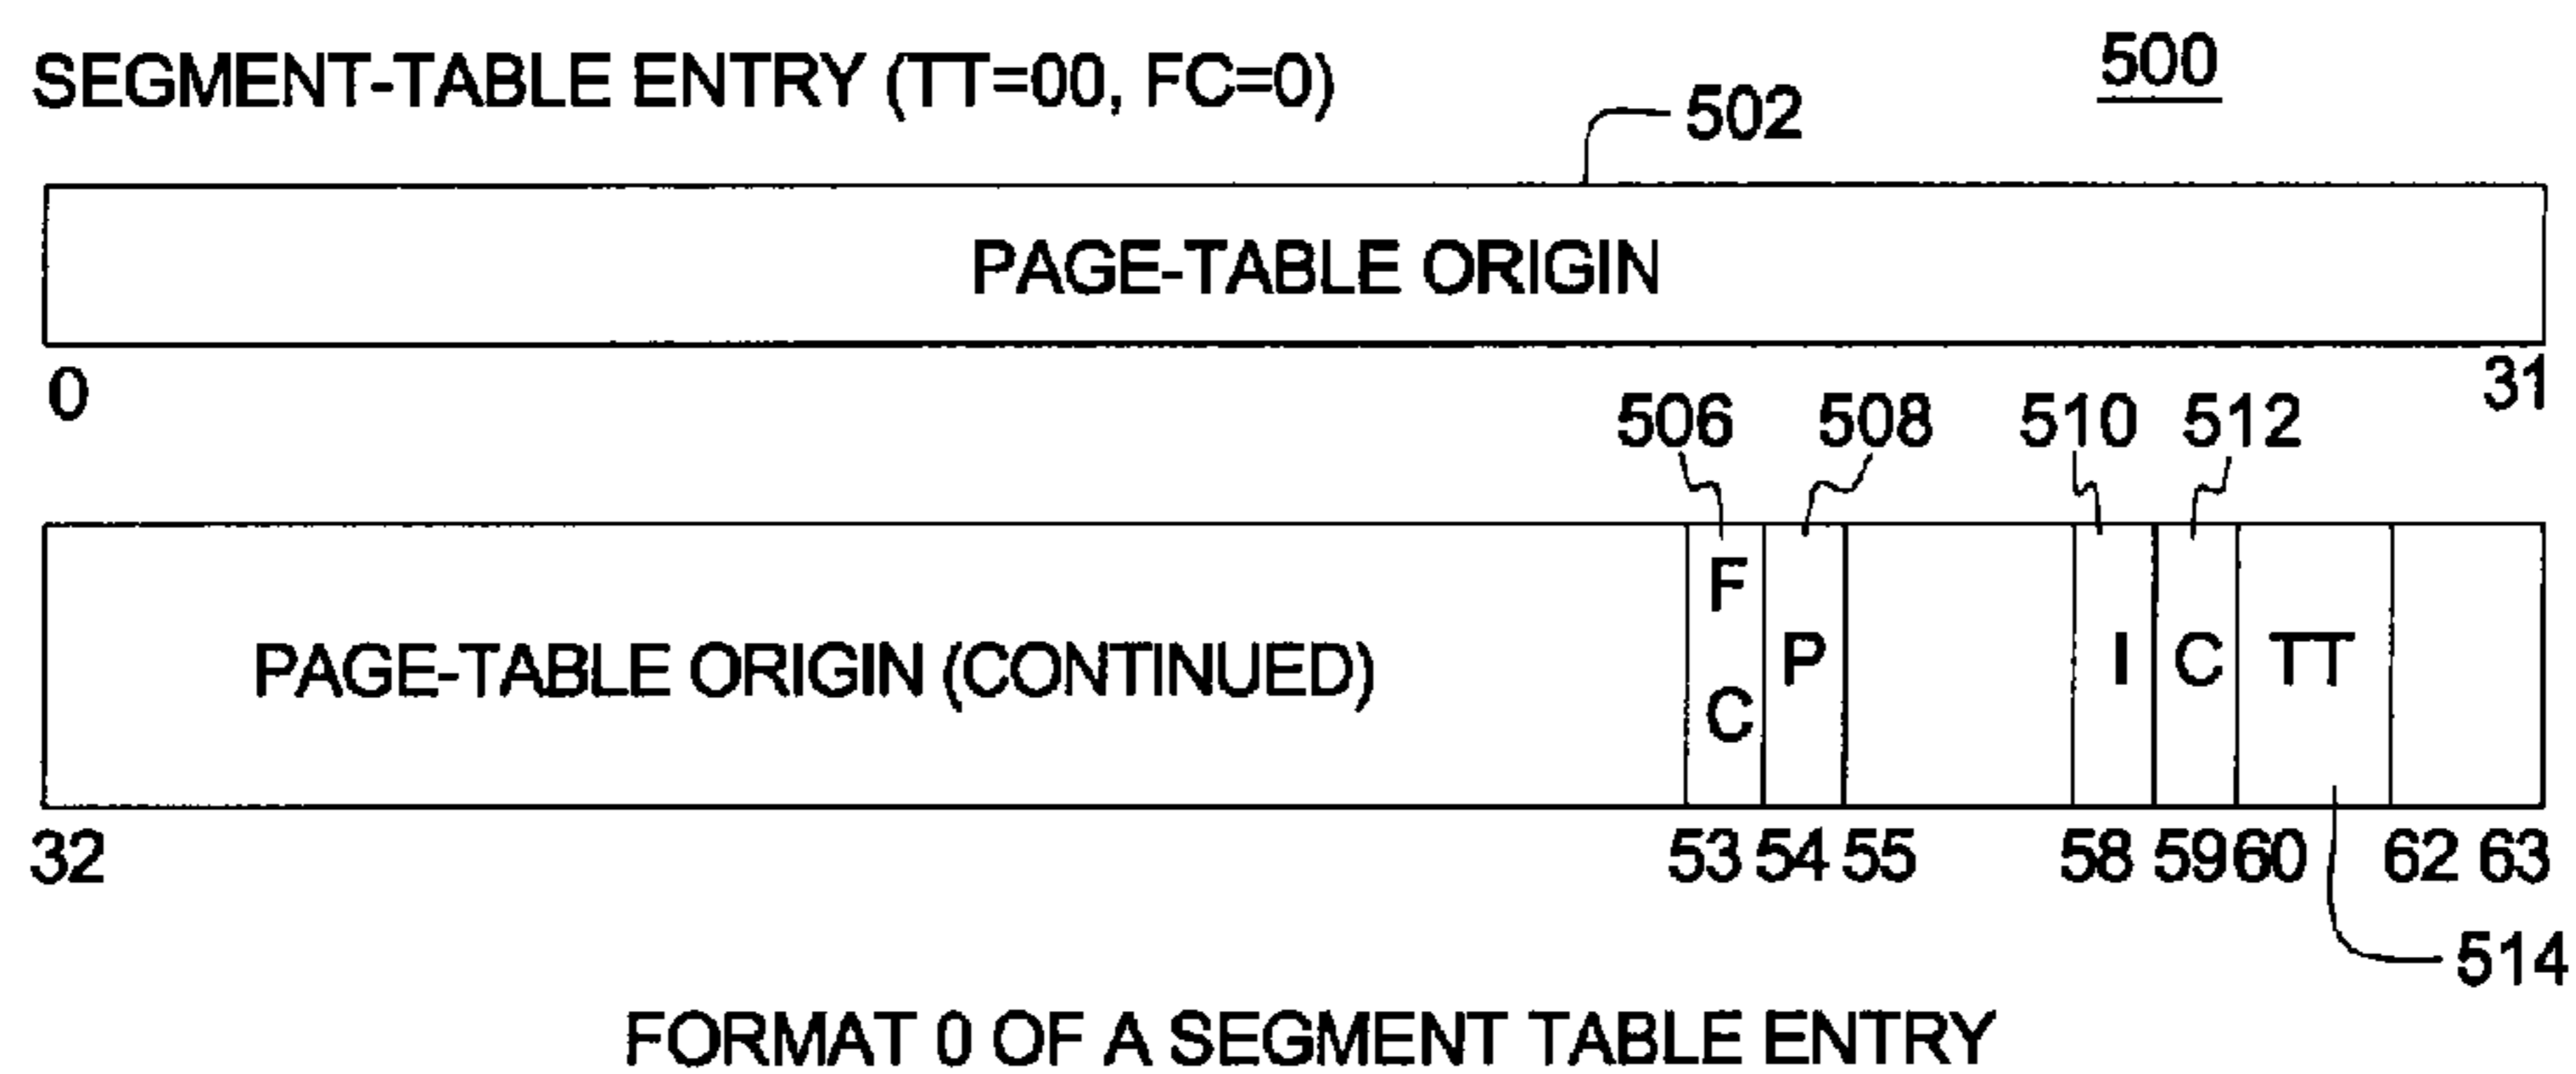 SEGMENT-TABLE ENTRY (TT=00, FC=0)
500
502
PAGE-TABLE ORIGIN
0
31
506
508
510
512
PAGE-TABLE ORIGIN (CONTINUED)
F
C
P
I
C
TT
32
53
54
55
58
59
60
62
63
514
FORMAT 0 OF A SEGMENT TABLE ENTRY